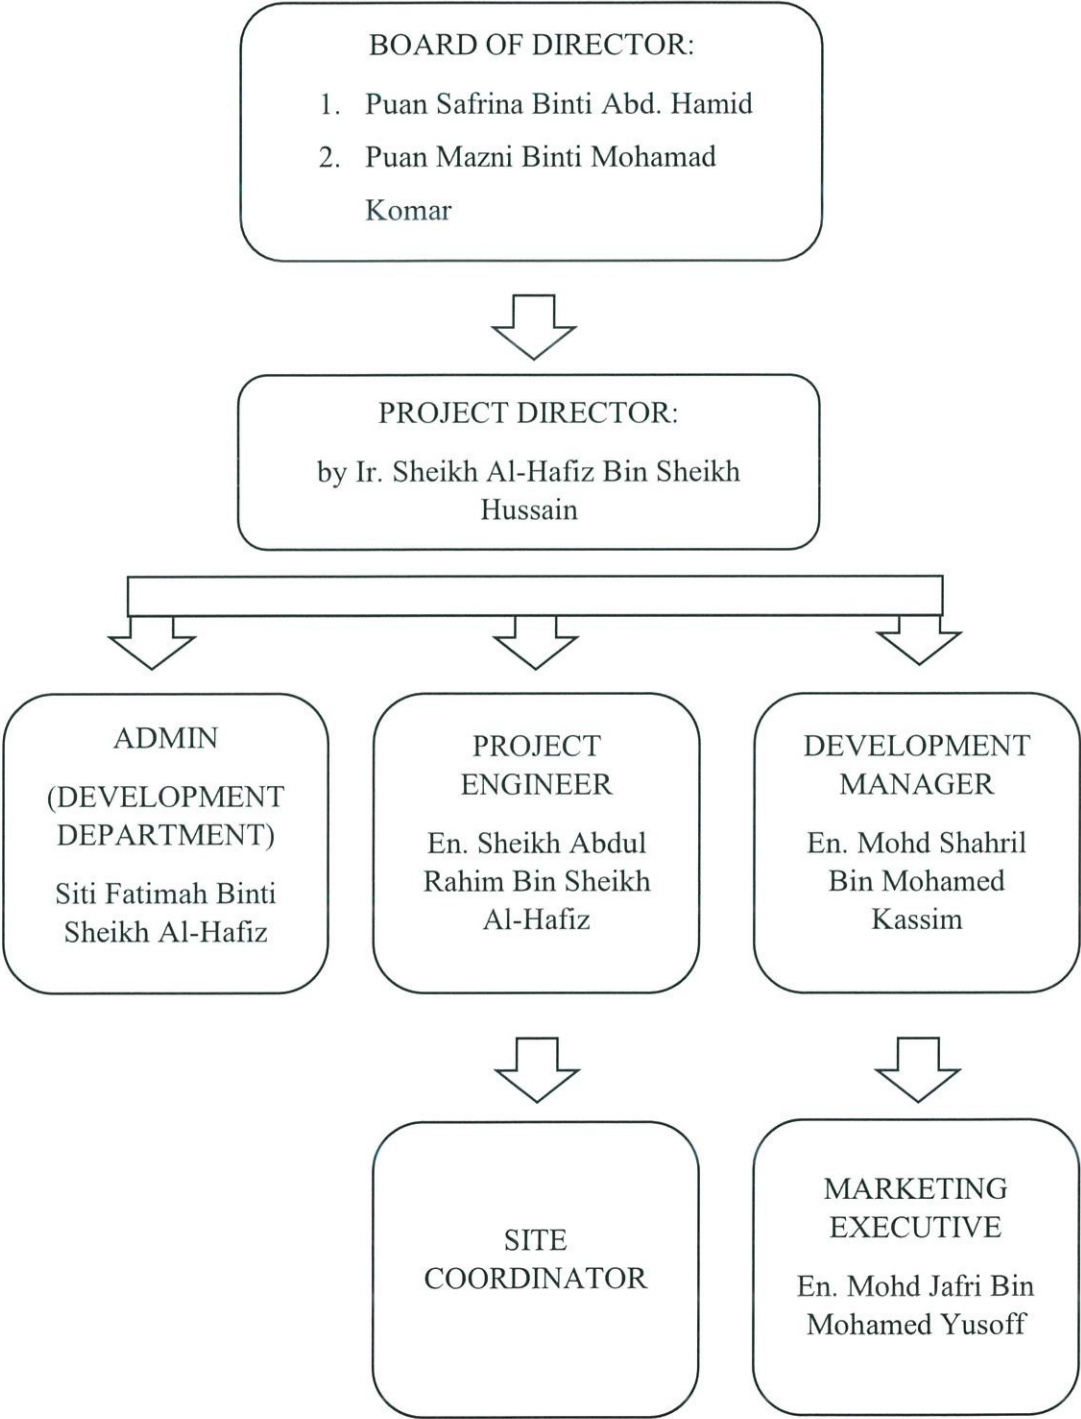 BOARD OF DIRECTOR:
1. Puan Safrina Binti Abd. Hamid
2. Puan Mazni Binti Mohamad
Komar
PROJECT DIRECTOR:
by Ir. Sheikh Al-Hafiz Bin Sheikh
Hussain
ADMIN
(DEVELOPMENT
DEPARTMENT)
Siti Fatimah Binti
Sheikh Al-Hafiz
PROJECT
ENGINEER
En. Sheikh Abdul
Rahim Bin Sheikh
Al-Hafiz
DEVELOPMENT
MANAGER
En. Mohd Shahril
Bin Mohamed
Kassim
SITE
COORDINATOR
MARKETING
EXECUTIVE
En. Mohd Jafri Bin
Mohamed Yusoff